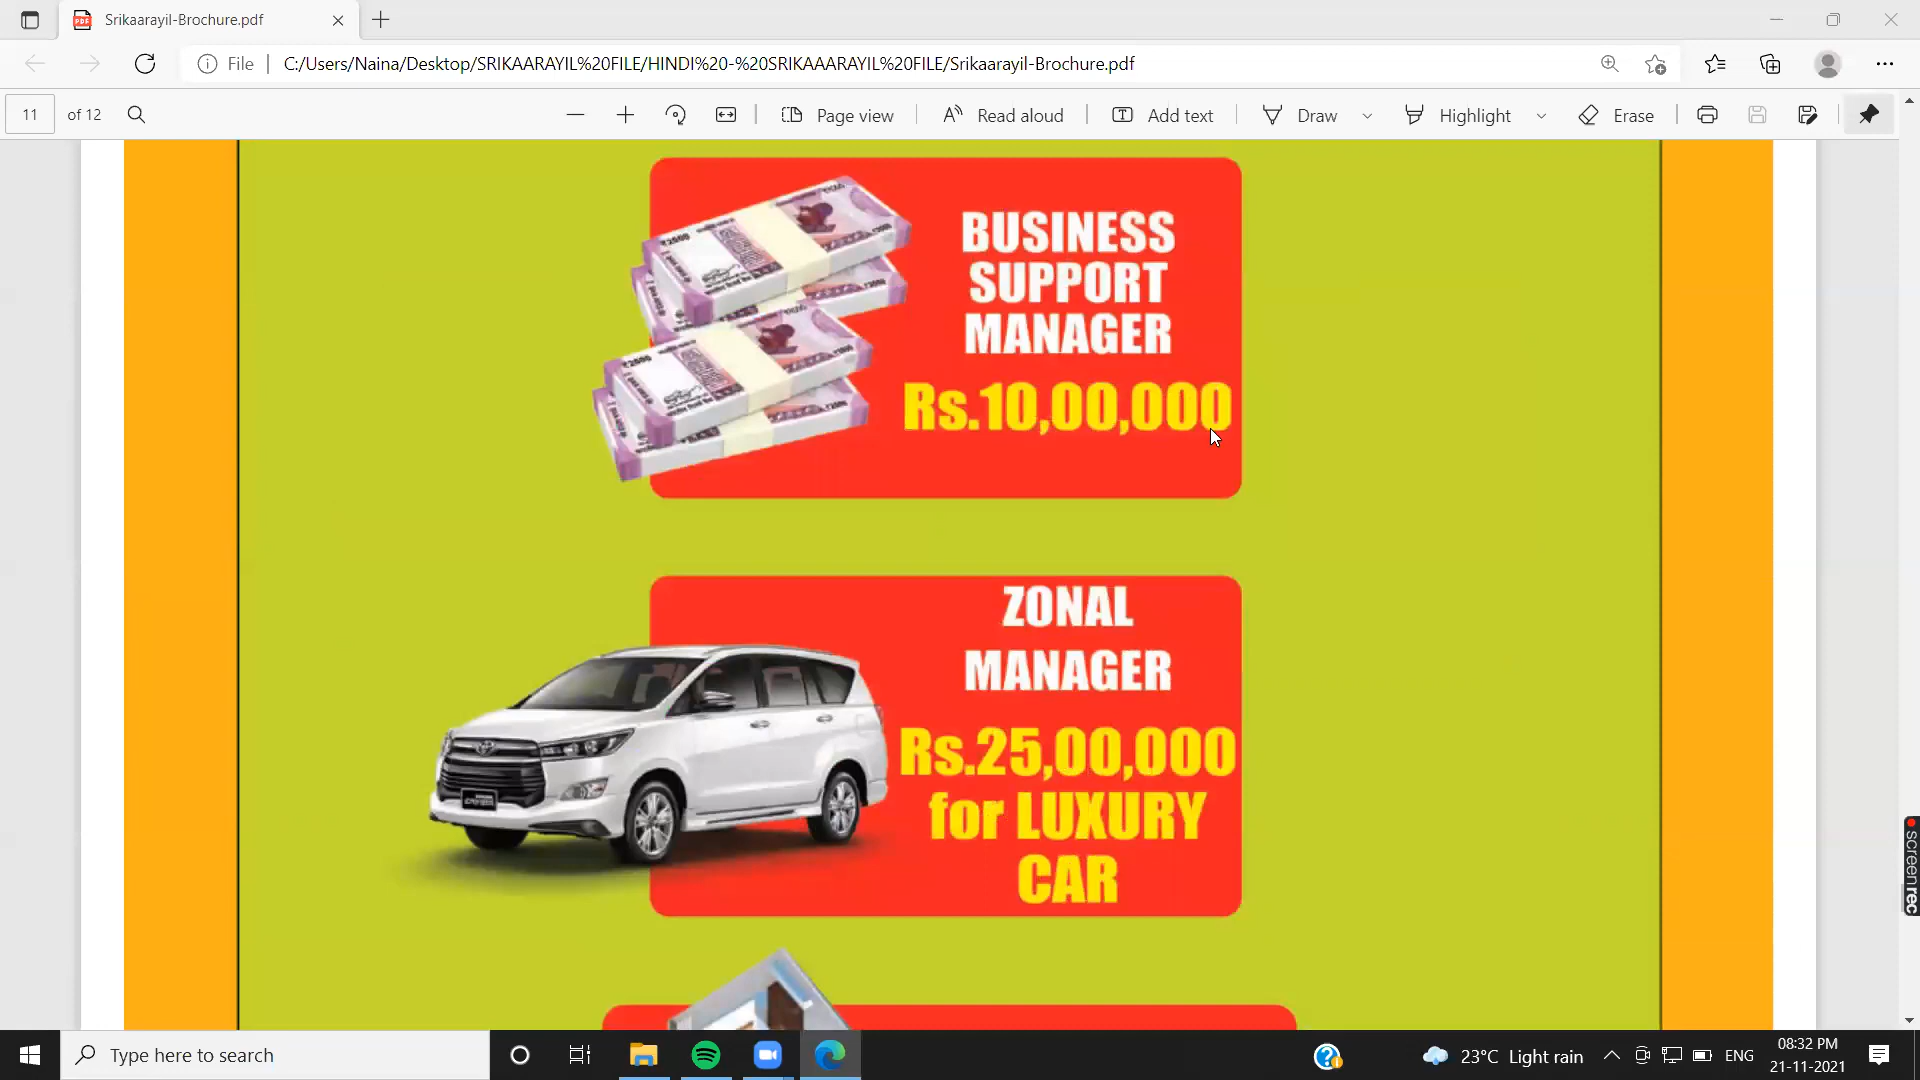 Srikaarayil-Brochure.pdf
File
C:/Users/Naina/Desktop/SRIKAARAYIL%20FILE/HINDI%20-%20SRIKAAARAYIL%20FILE/Srikaarayil-Brochure.pdf
11 of 12
Page view
Read aloud
Add text
Draw
Highlight
Erase
BUSINESS
SUPPORT
MANAGER
Rs.10,00,000
ZONAL
MANAGER
Rs.25,00,000
for LUXURY
CAR
screenrec
Type here to search
23°C Light rain
ENG
08:32 PM
21-11-2021